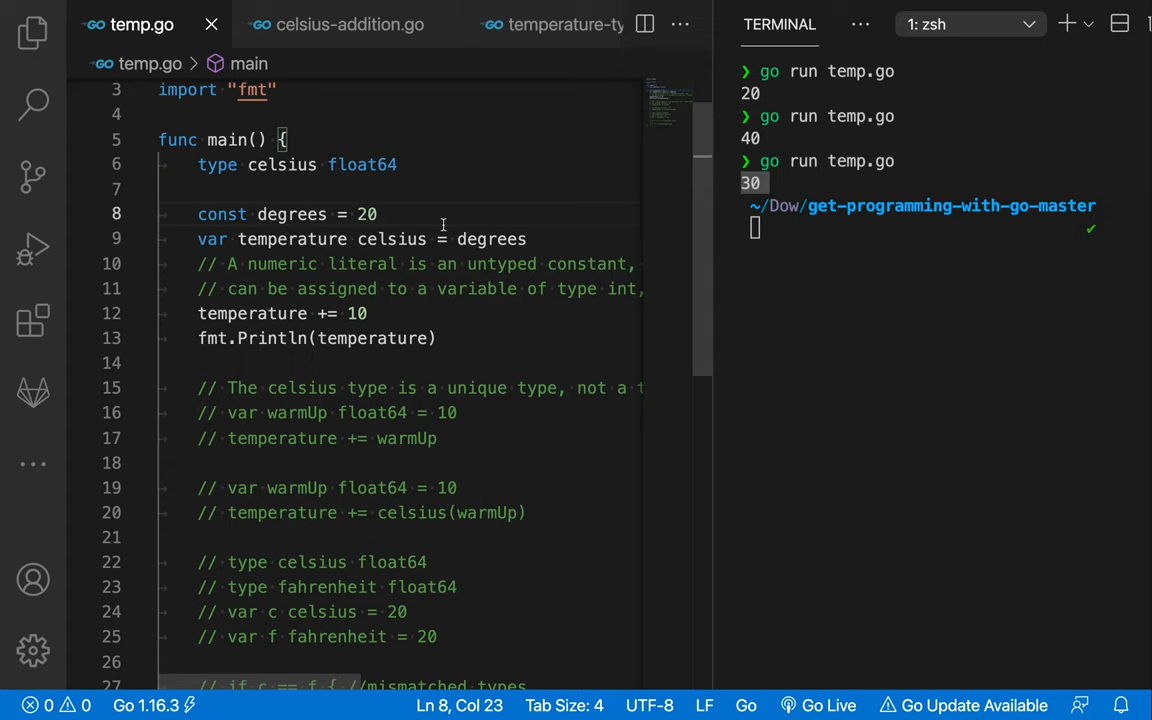 temp.go
celsius-addition.go
temperature-ty
TERMINAL
1: zsh
temp.go > main
3 import "fmt"
4
5 func main() {
6 type celsius float64
7
8 const degrees = 20
9 var temperature celsius = degrees
10 // A numeric literal is an untyped constant,
11 // can be assigned to a variable of type int,
12 temperature += 10
13 fmt.Println(temperature)
14
15 // The celsius type is a unique type, not a t
16 // var warmUp float64 = 10
17 // temperature += warmUp
18
19 // var warmUp float64 = 10
20 // temperature += celsius(warmUp)
21
22 // type celsius float64
23 // type fahrenheit float64
24 // var c celsius = 20
25 // var f fahrenheit = 20
26
27 // if c == f { //mismatched types
❯ go run temp.go
20
❯ go run temp.go
40
❯ go run temp.go
30
~/Dow/get-programming-with-go-master
✔
0 0 Go 1.16.3 Ln 8, Col 23 Tab Size: 4 UTF-8 LF Go Go Live Go Update Available